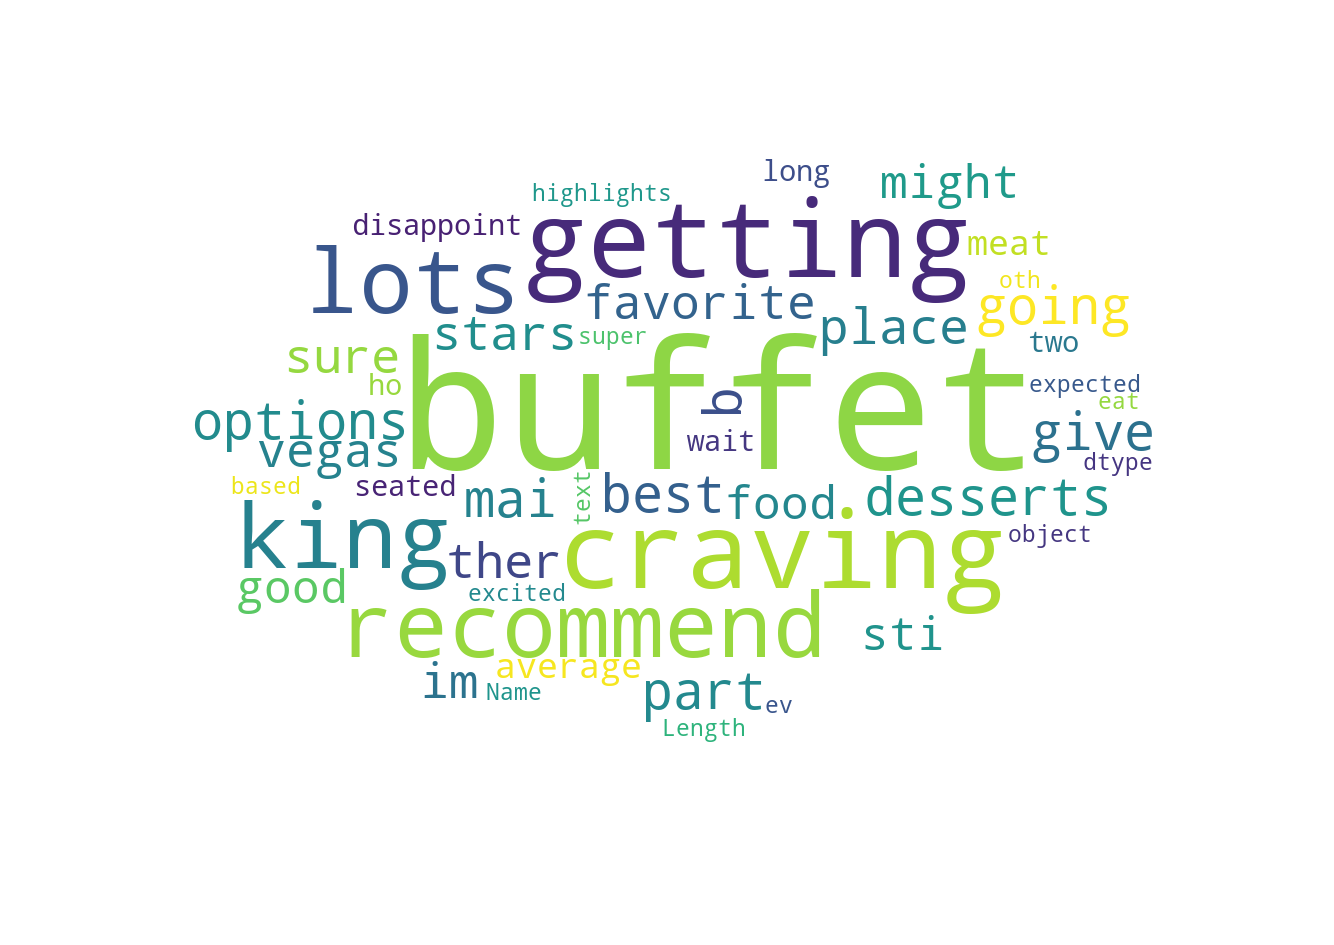 long
might
highlights
disappoint
getting
meat
lots
oth
favorite
going
place
stars
super
two
sure
buffet
ho
expected
eat
b
options
give
vegas
wait
dtype
based
seated
mai
text
best
food
desserts
king
object
ther
craving
good
excited
recommend
sti
average
im
Name
part
ev
Length